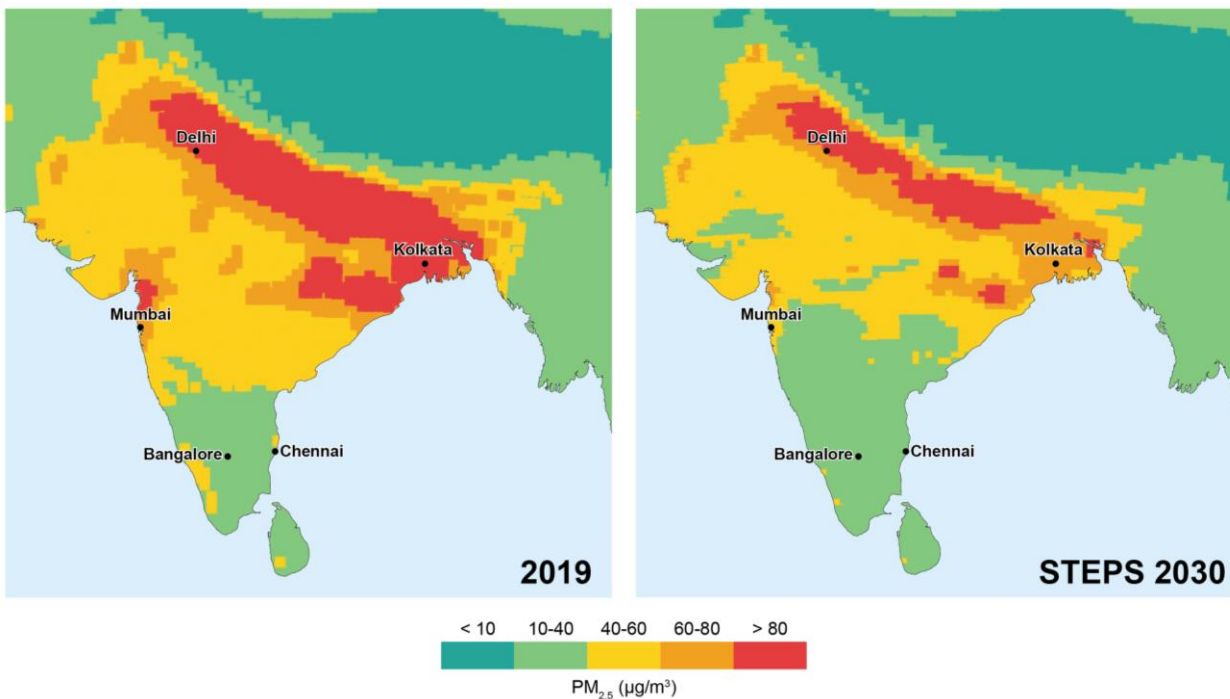 Delhi
Kolkata
Mumbai
Bangalore
Chennai
2019
Delhi
Kolkata
Mumbai
Bangalore
Chennai
STEPS 2030
< 10 10-40 40-60 60-80 > 80
PM2.5 (µg/m³)